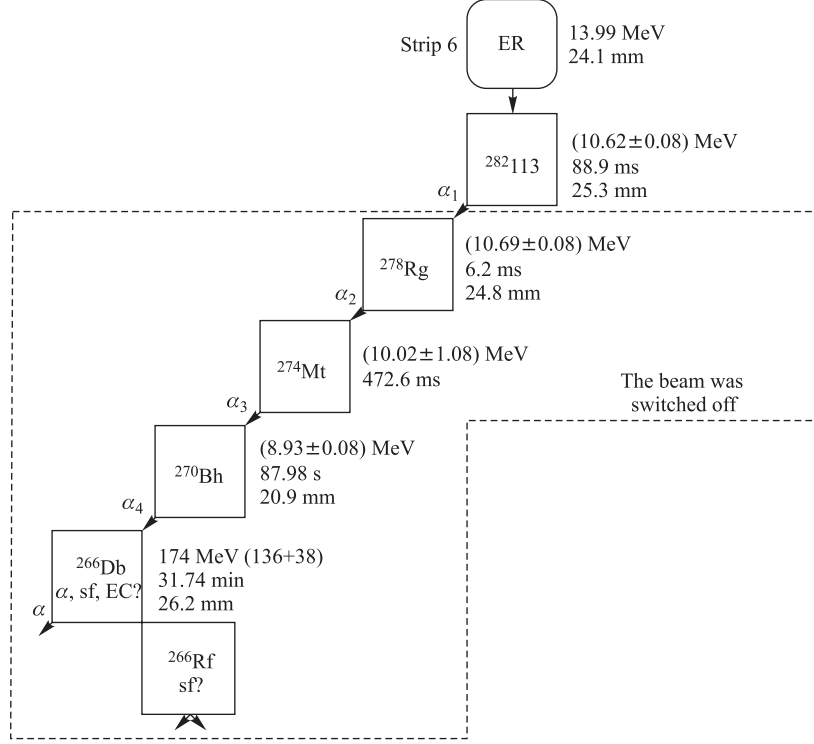 Strip 6
ER
13.99 MeV
24.1 mm
²⁸²113
(10.62±0.08) MeV
88.9 ms
25.3 mm
α₁
²⁷⁸Rg
(10.69±0.08) MeV
6.2 ms
24.8 mm
α₂
²⁷⁴Mt
(10.02±1.08) MeV
472.6 ms
α₃
The beam was
switched off
²⁷⁰Bh
(8.93±0.08) MeV
87.98 s
20.9 mm
α₄
²⁶⁶Db
α, sf, EC?
174 MeV (136+38)
31.74 min
26.2 mm
α
²⁶⁶Rf
sf?